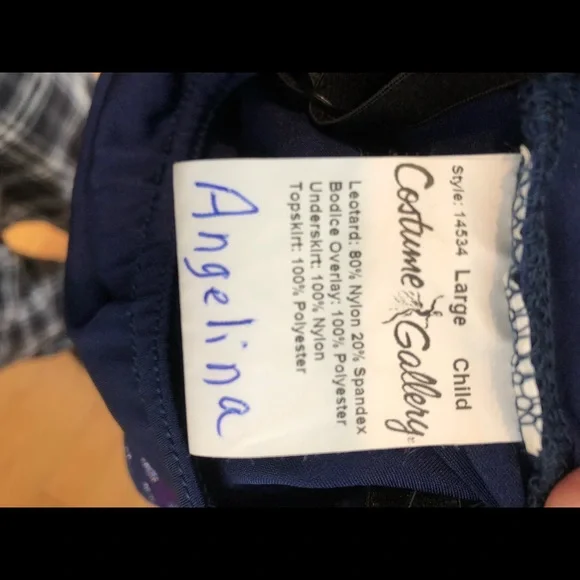 Style: 14534 Large Child
Costume Gallery®
Leotard: 80% Nylon 20% Spandex
Bodice Overlay: 100% Polyester
Underskirt: 100% Nylon
Topskirt: 100% Polyester
Angelina